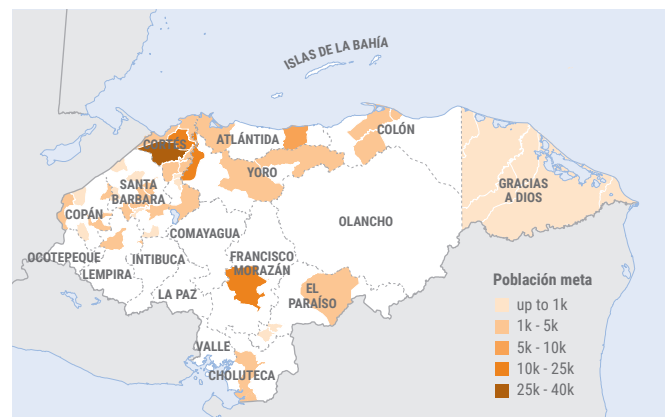 ISLAS DE LA BAHÍA
CORTÉS
ATLÁNTIDA
COLÓN
YORO
SANTA
BARBARA
GRACIAS
A DIOS
COPÁN
OLANCHO
COMAYAGUA
OCOTEPEQUE
INTIBUCA
FRANCISCO
MORAZÁN
LEMPIRA
LA PAZ
EL
PARAÍSO
VALLE
CHOLUTECA
Población meta
up to 1k
1k - 5k
5k - 10k
10k - 25k
25k - 40k